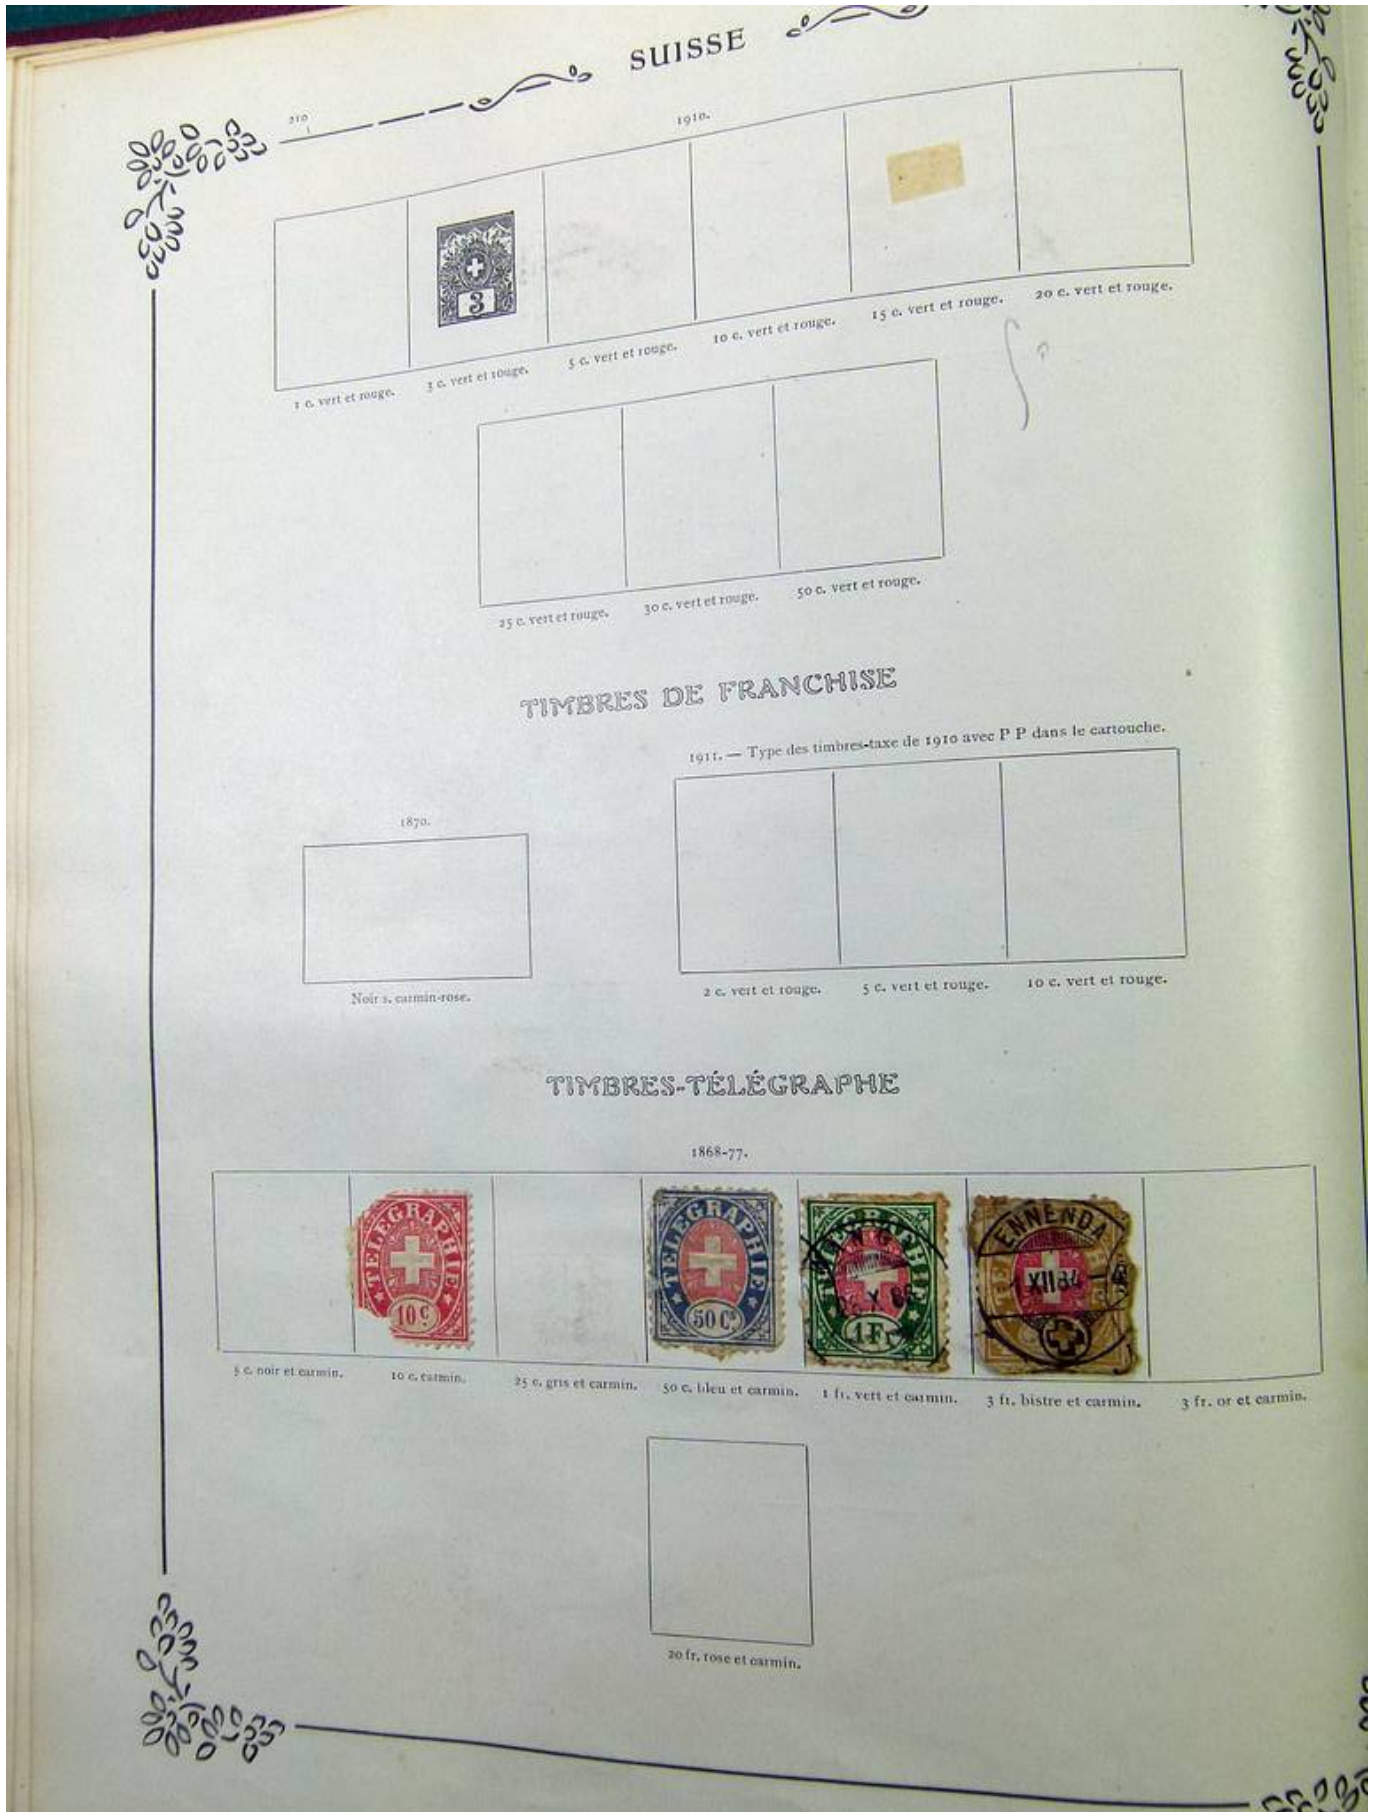 SUISSE
210
1910.
3
1 c. vert et rouge.
3 c. vert et rouge.
5 c. vert et rouge.
10 c. vert et rouge.
15 c. vert et rouge.
20 c. vert et rouge.
25 c. vert et rouge.
30 c. vert et rouge.
50 c. vert et rouge.
TIMBRES DE FRANCHISE
1911. — Type des timbres-taxe de 1910 avec P P dans le cartouche.
1870.
Noir s. carmin-rose.
2 c. vert et rouge.
5 c. vert et rouge.
10 c. vert et rouge.
TIMBRES-TÉLÉGRAPHE
1868-77.
TELEGRAPHIE
10 c
TELEGRAPHIE
50 Cs
1 Fr
ENNENDA
XII 84
5 c. noir et carmin.
10 c. carmin.
25 c. gris et carmin.
50 c. bleu et carmin.
1 fr. vert et carmin.
3 fr. bistre et carmin.
3 fr. or et carmin.
20 fr. rose et carmin.